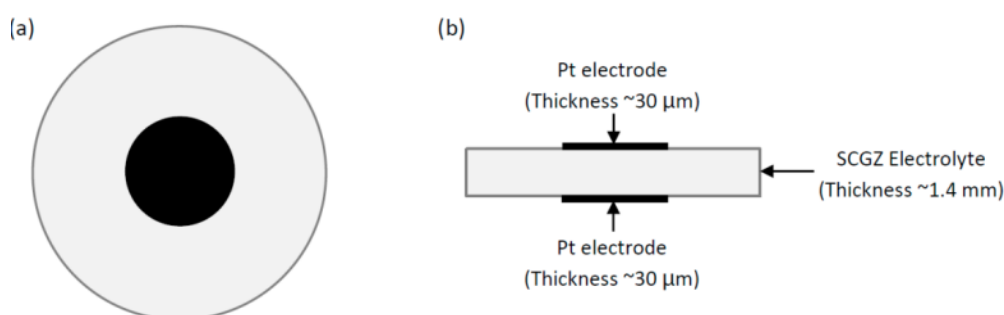 (a)
(b)
Pt electrode
(Thickness ~30 μm)
SCGZ Electrolyte
(Thickness ~1.4 mm)
Pt electrode
(Thickness ~30 μm)